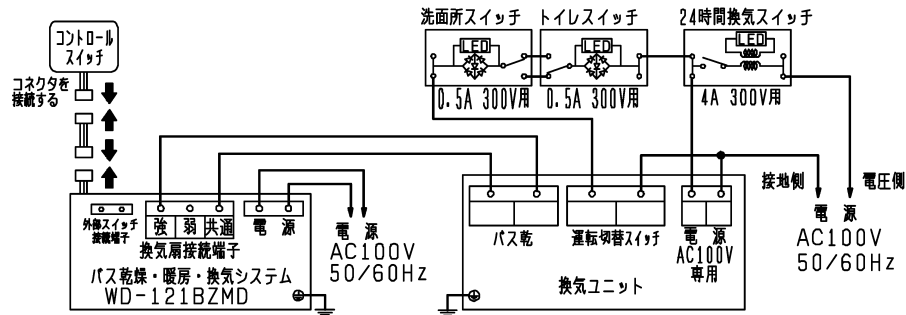 洗面所スイッチ
トイレスイッチ
24時間換気スイッチ
コントロール
スイッチ
LED
LED
LED
コネクタを
接続する
0.5A 300V用
0.5A 300V用
4A 300V用
接地側
電圧側
外部スイッチ
接続端子
強
弱
共通
電 源
換気扇接続端子
電 源
AC100V
50/60Hz
バス乾
運転切替スイッチ
電 源
AC100V
専用
電 源
AC100V
50/60Hz
バス乾燥・暖房・換気システム
WD-121BZMD
換気ユニット